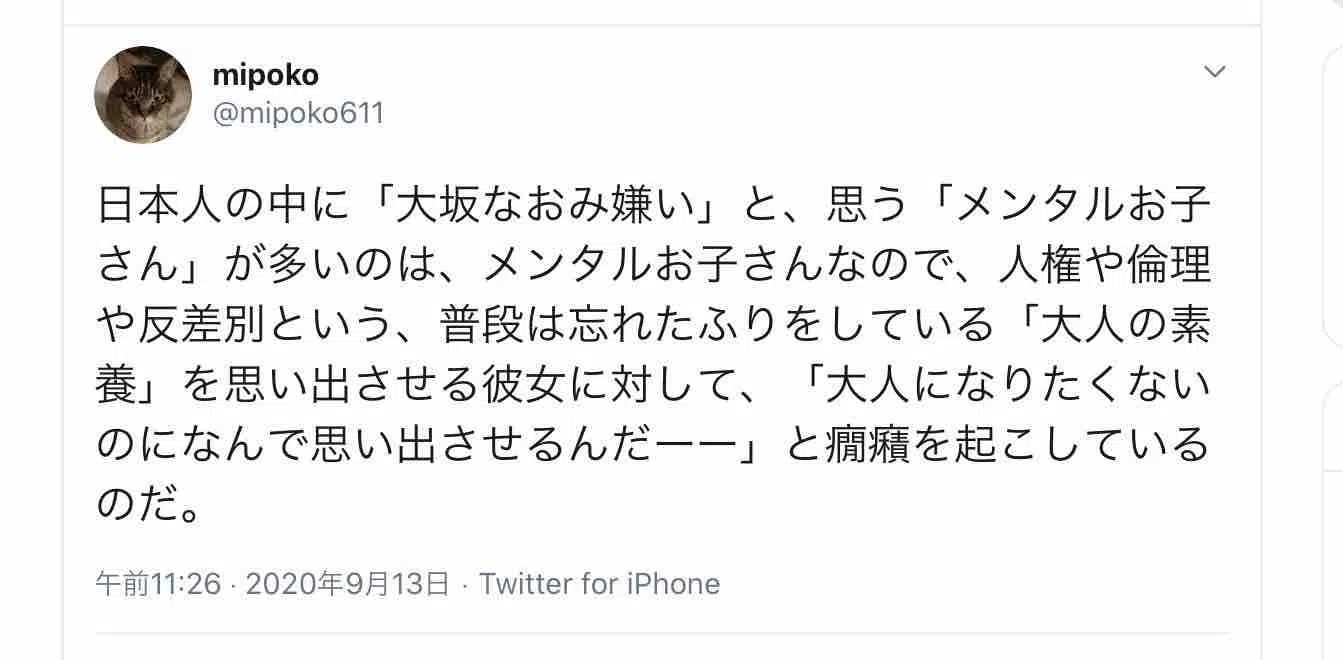 mipoko
@mipoko611
日本人の中に「大坂なおみ嫌い」と、思う「メンタルお子
さん」が多いのは、メンタルお子さんなので、人権や倫理
や反差別という、普段は忘れたふりをしている「大人の素
養」を思い出させる彼女に対して、「大人になりたくない
のになんで思い出させるんだーー」と癇癪を起こしている
のだ。
午前11:26 · 2020年9月13日 · Twitter for iPhone